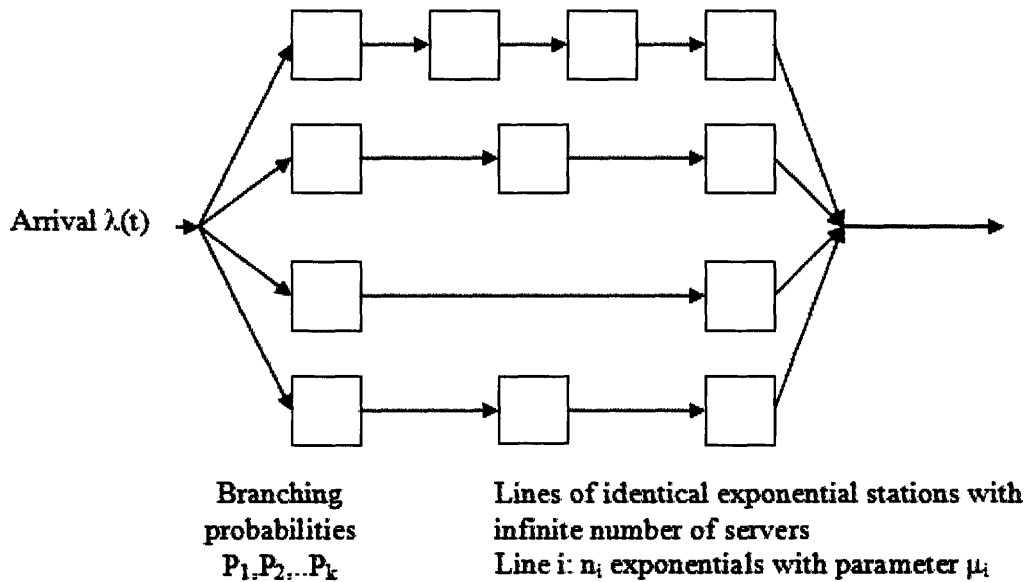 Arrival λ(t)
Branching
probabilities
P₁,P₂,..Pₖ
Lines of identical exponential stations with
infinite number of servers
Line i: nᵢ exponentials with parameter μᵢ